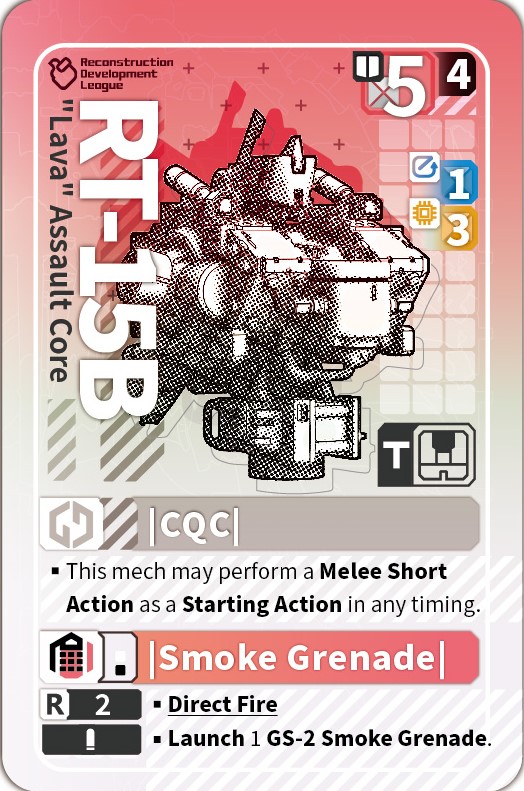 Reconstruction
Development
League
5
4
RT-15B
"Lava" Assault Core
1
3
T
|CQC|
▪ This mech may perform a Melee Short
Action as a Starting Action in any timing.
|Smoke Grenade|
R 2
▪ Direct Fire
▪ Launch 1 GS-2 Smoke Grenade.